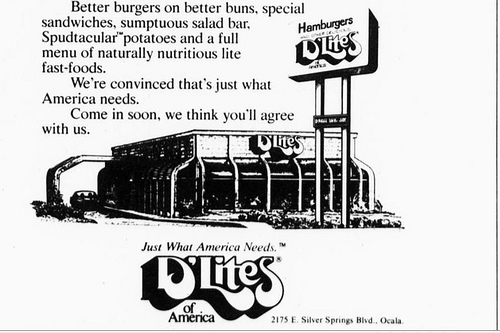 Better burgers on better buns, special
sandwiches, sumptuous salad bar,
Spudtacular™ potatoes and a full
menu of naturally nutritious lite
fast-foods.
We're convinced that's just what
America needs.
Come in soon, we think you'll agree
with us.
Hamburgers
D'Lites
of America
D'Lites
Just What America Needs.™
D'Lites®
of
America
2175 E. Silver Springs Blvd., Ocala.